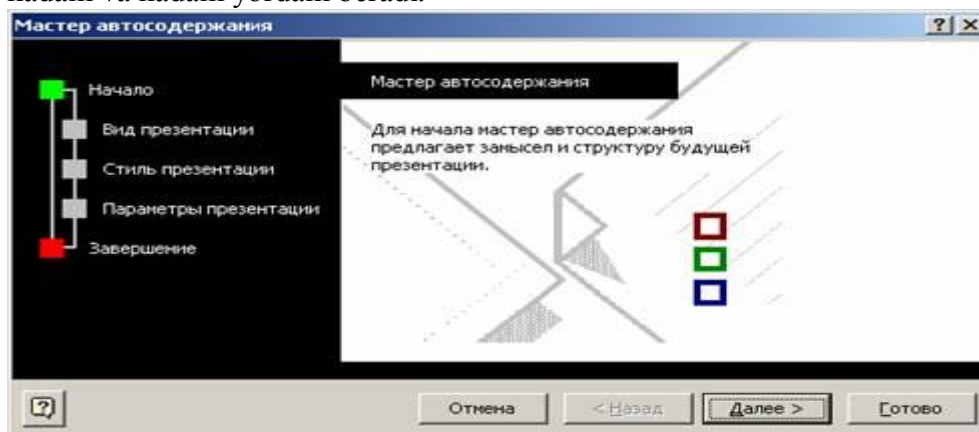 Мастер автосодержания
Начало
Вид презентации
Стиль презентации
Параметры презентации
Завершение
Мастер автосодержания
Для начала мастер автосодержания
предлагает замысел и структуру будущей
презентации.
Отмена
< Назад
Далее >
Готово